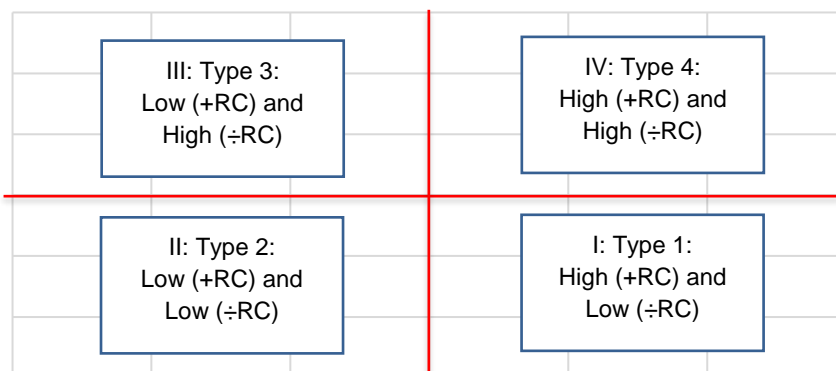 III: Type 3:
Low (+RC) and
High (÷RC)
IV: Type 4:
High (+RC) and
High (÷RC)
II: Type 2:
Low (+RC) and
Low (÷RC)
I: Type 1:
High (+RC) and
Low (÷RC)